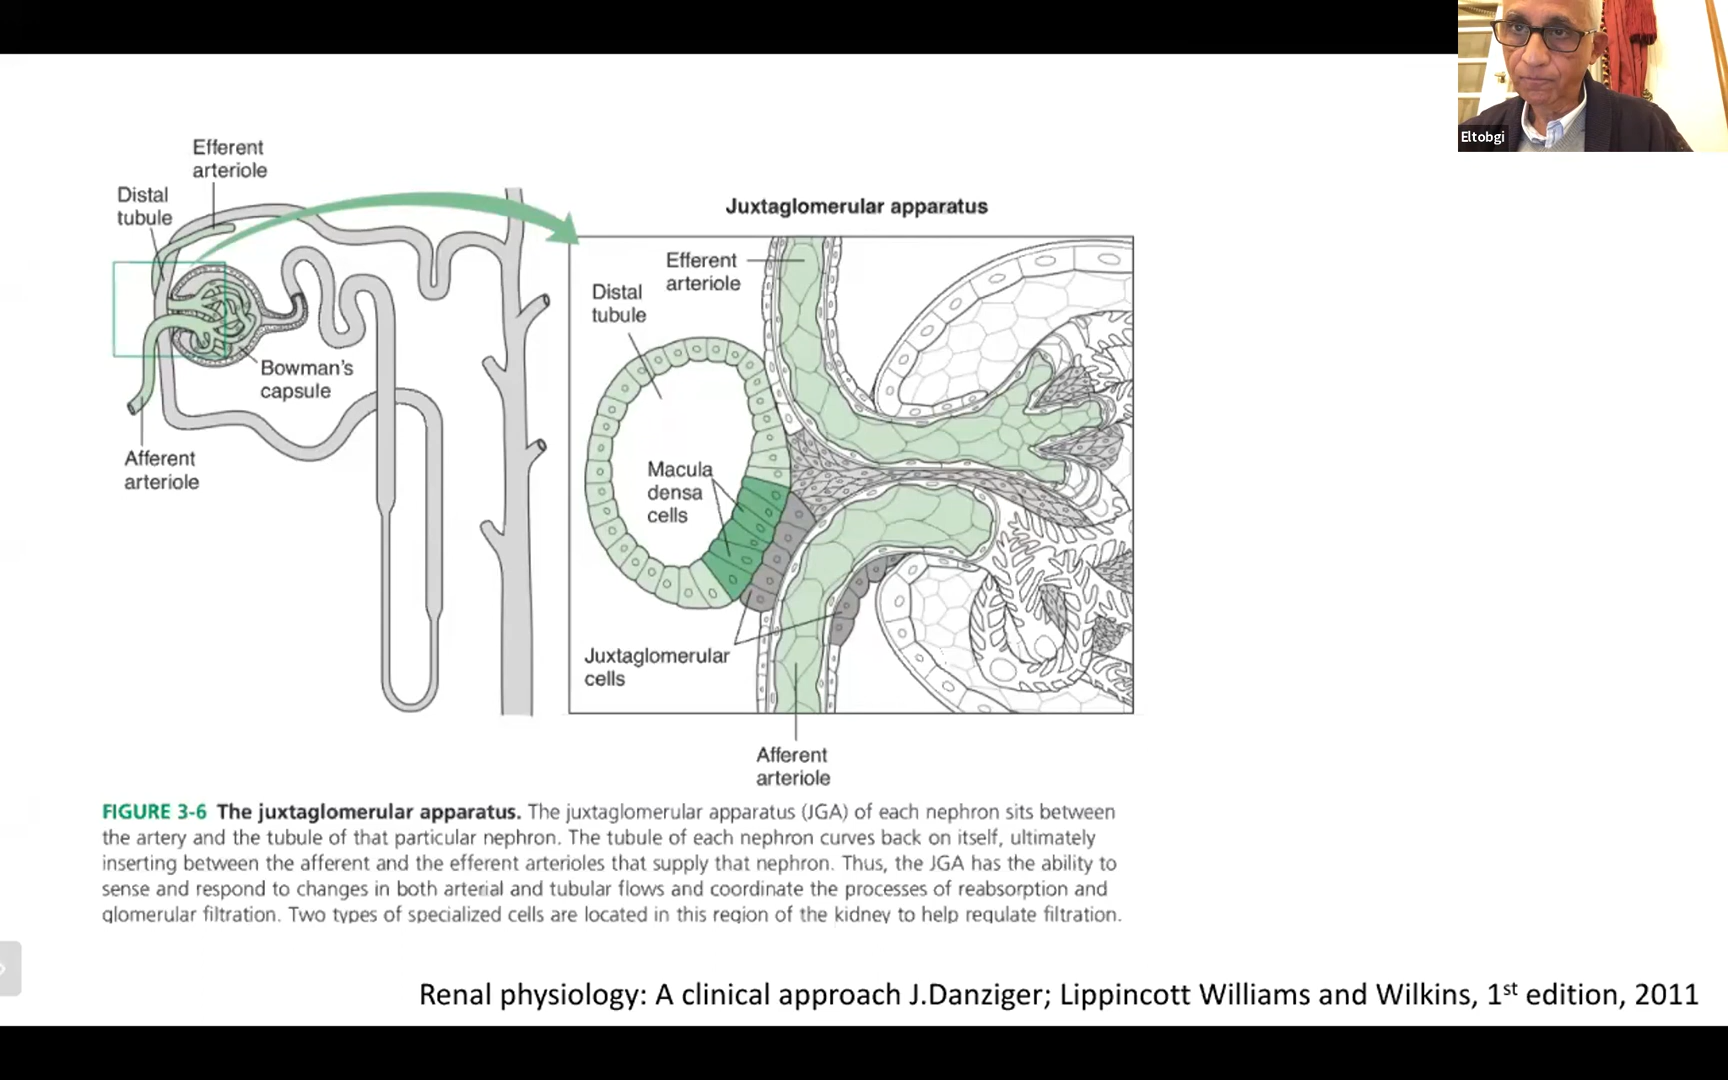 Eltobgi
Efferent
arteriole
Distal
tubule
Bowman's
capsule
Afferent
arteriole
Juxtaglomerular apparatus
Efferent
arteriole
Distal
tubule
Macula
densa
cells
Juxtaglomerular
cells
Afferent
arteriole
FIGURE 3-6 The juxtaglomerular apparatus. The juxtaglomerular apparatus (JGA) of each nephron sits between
the artery and the tubule of that particular nephron. The tubule of each nephron curves back on itself, ultimately
inserting between the afferent and the efferent arterioles that supply that nephron. Thus, the JGA has the ability to
sense and respond to changes in both arterial and tubular flows and coordinate the processes of reabsorption and
glomerular filtration. Two types of specialized cells are located in this region of the kidney to help regulate filtration.
Renal physiology: A clinical approach J.Danziger; Lippincott Williams and Wilkins, 1st edition, 2011